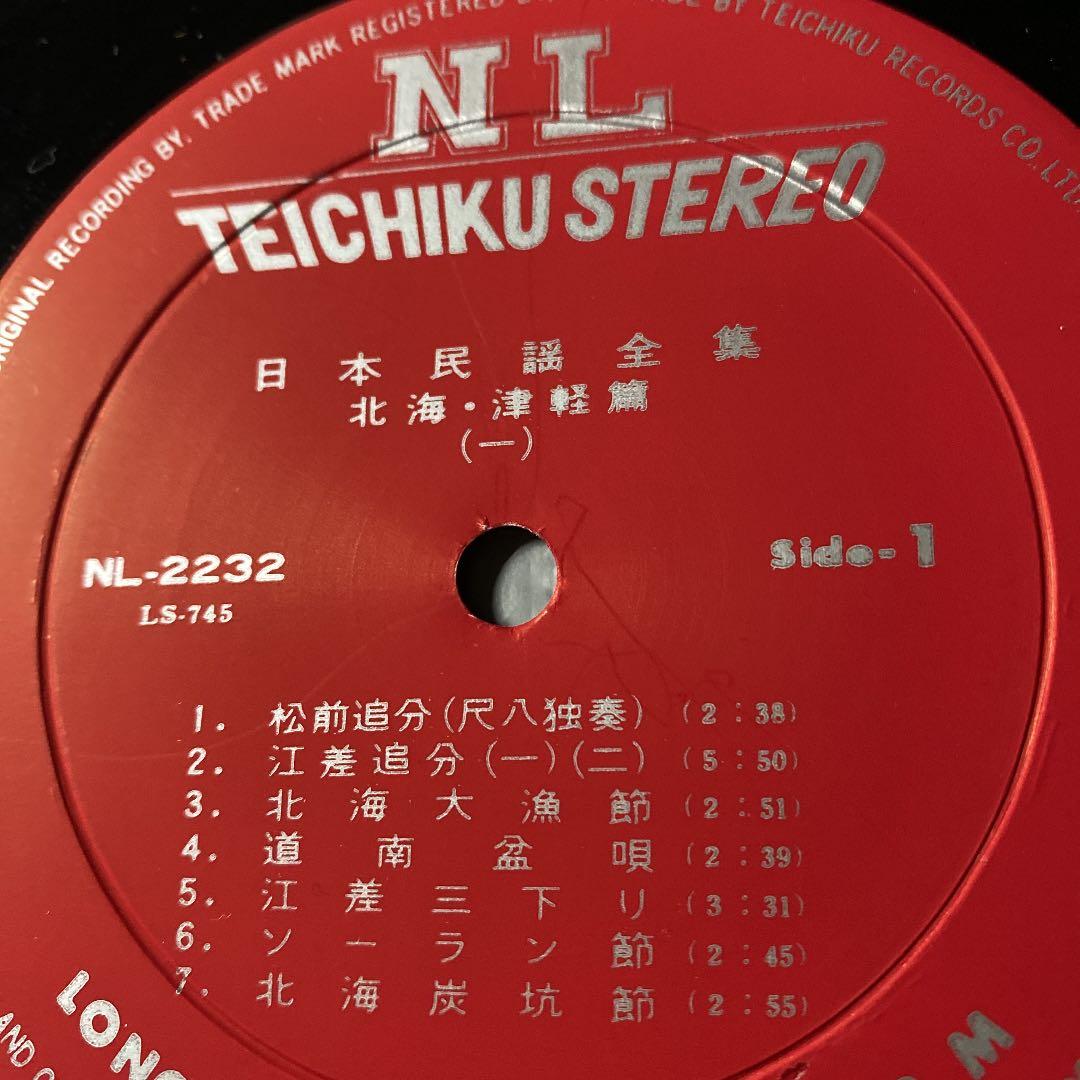 ORIGINAL RECORDING BY. TRADE MARK REGISTERED
BY TEICHIKU RECORDS CO. LTD
NL
TEICHIKU STEREO
日本民謡全集
北海・津軽篇
(一)
NL-2232
LS-745
Side-1
1. 松前追分(尺八独奏) (2:38)
2. 江差追分(一)(二) (5:50)
3. 北海大漁節 (2:51)
4. 道南盆唄 (2:39)
5. 江差三下り (3:31)
6. ソーラン節 (2:45)
7. 北海炭坑節 (2:55)
LONG
AND
M